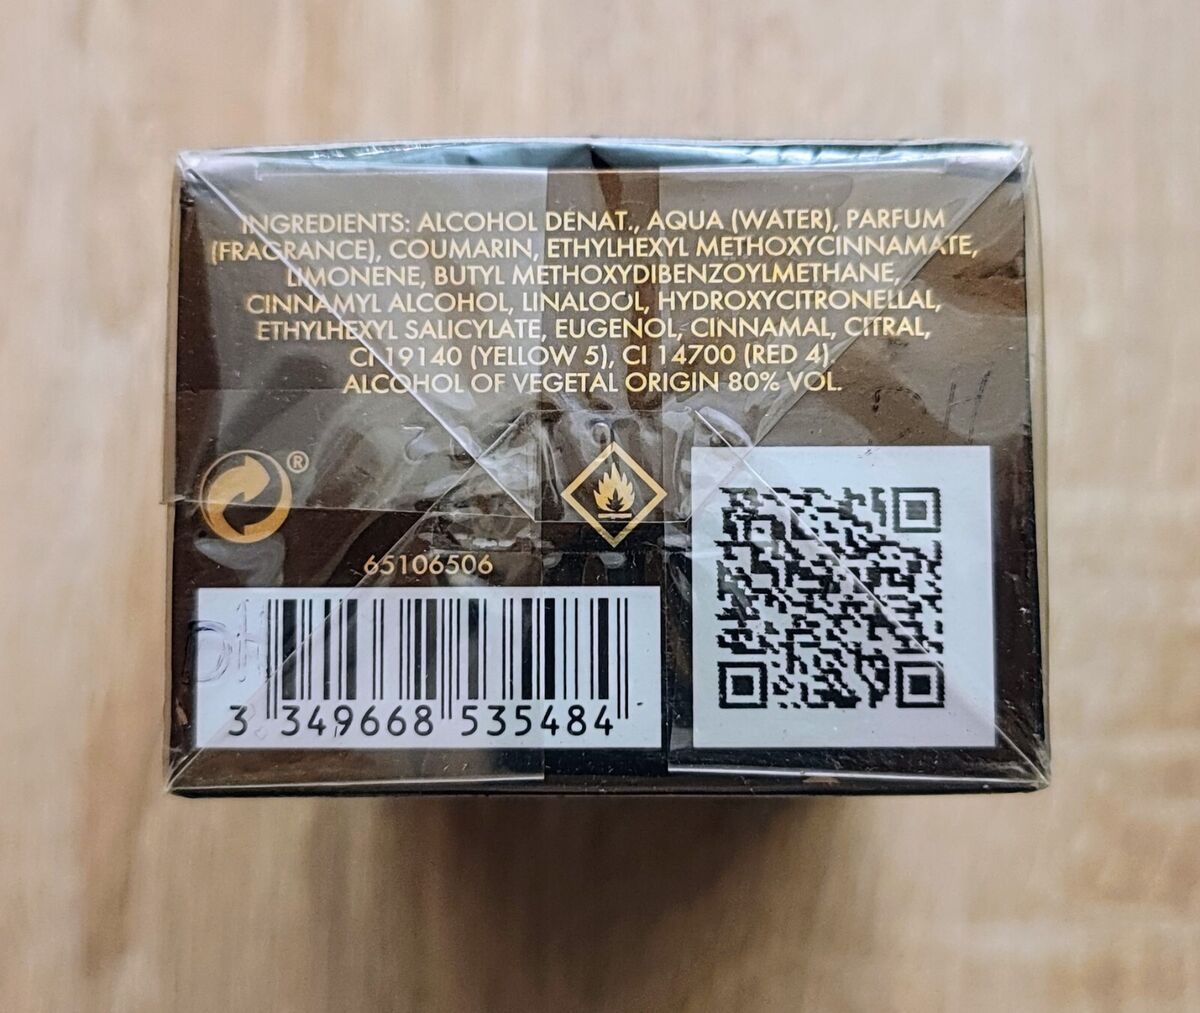 INGREDIENTS: ALCOHOL DENAT., AQUA (WATER), PARFUM
(FRAGRANCE), COUMARIN, ETHYLHEXYL METHOXYCINNAMATE,
LIMONENE, BUTYL METHOXYDIBENZOYLMETHANE,
CINNAMYL ALCOHOL, LINALOOL, HYDROXYCITRONELLAL,
ETHYLHEXYL SALICYLATE, EUGENOL, CINNAMAL, CITRAL,
CI 19140 (YELLOW 5), CI 14700 (RED 4).
ALCOHOL OF VEGETAL ORIGIN 80% VOL.
®
65106506
3 349668 535484